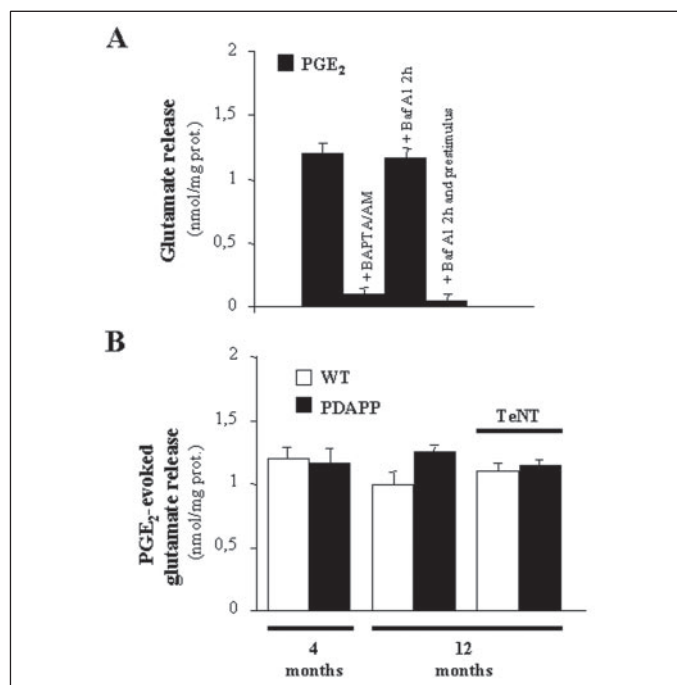 A
PGE2
Glutamate release
(nmol/mg prot.)
2
1,5
1
0,5
0
+ BAPTA/AM
+ Baf A1 2h
+ Baf A1 2h and prestimulus
B
WT
PDAPP
TeNT
PGE2-evoked
glutamate release
(nmol/mg prot.)
2
1,5
1
0,5
0
4
months
12
months